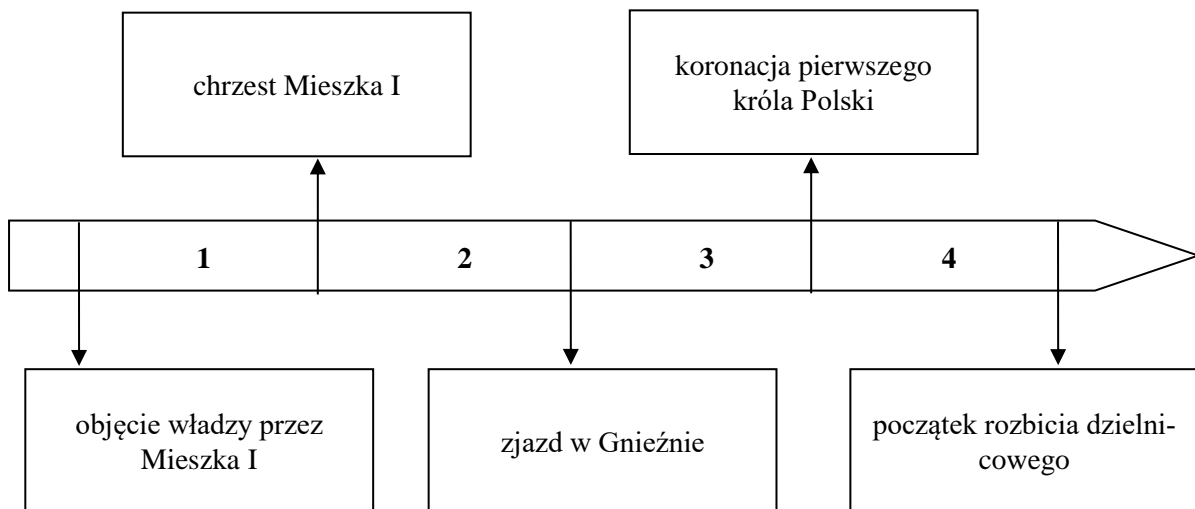 chrzest Mieszka I
koronacja pierwszego
króla Polski
1
2
3
4
objęcie władzy przez
Mieszka I
zjazd w Gnieźnie
początek rozbicia dzielni-
cowego